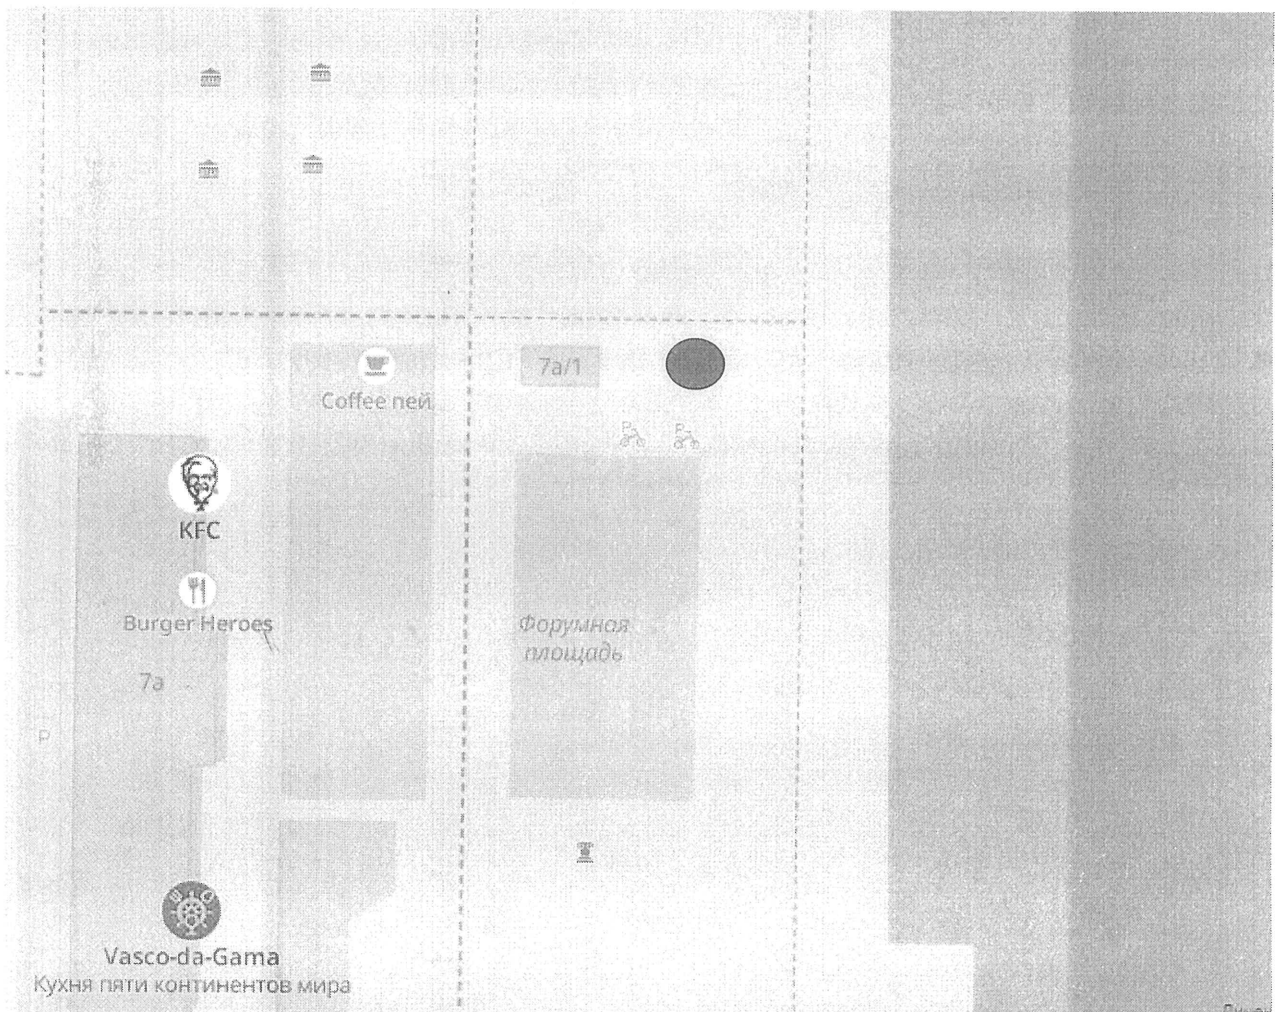 Coffee пей
7а/1
P P
KFC
Burger Heroes
Форумная
площадь
7а
P
Vasco-da-Gama
Кухня пяти континентов мира